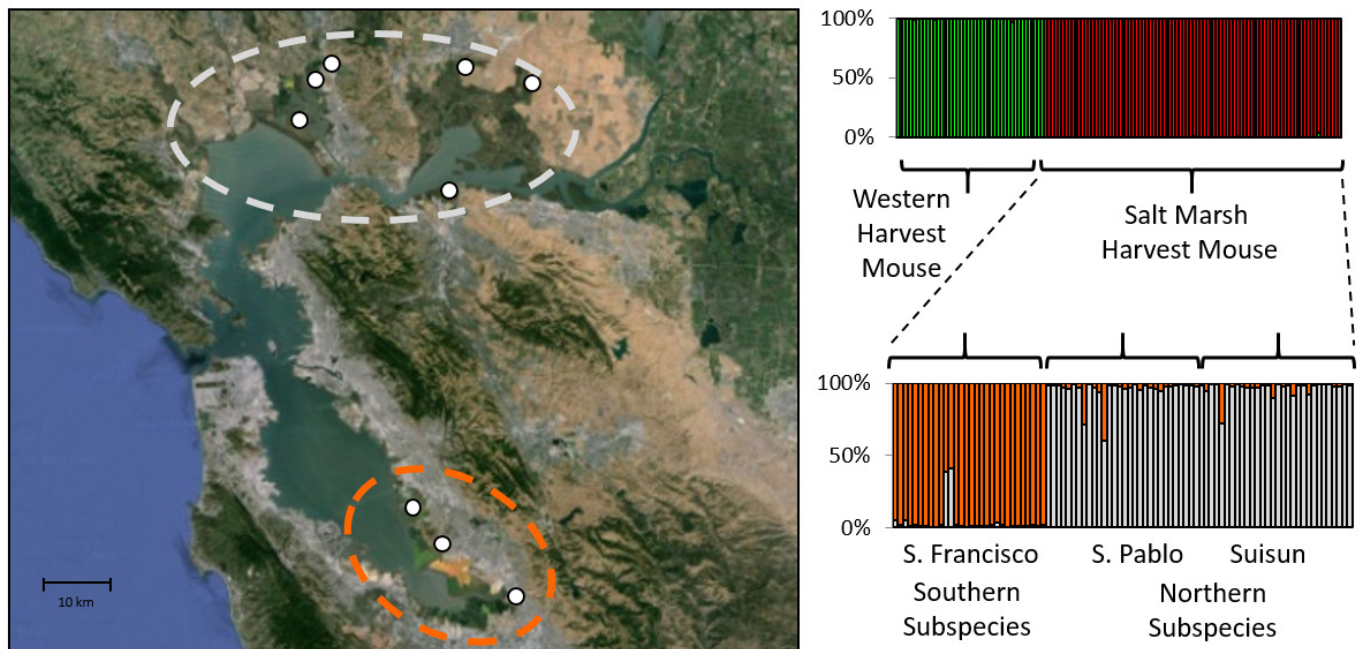 10 km
100%
50%
0%
Western
Harvest
Mouse
Salt Marsh
Harvest Mouse
100%
50%
0%
S. Francisco
S. Pablo
Suisun
Southern
Subspecies
Northern
Subspecies